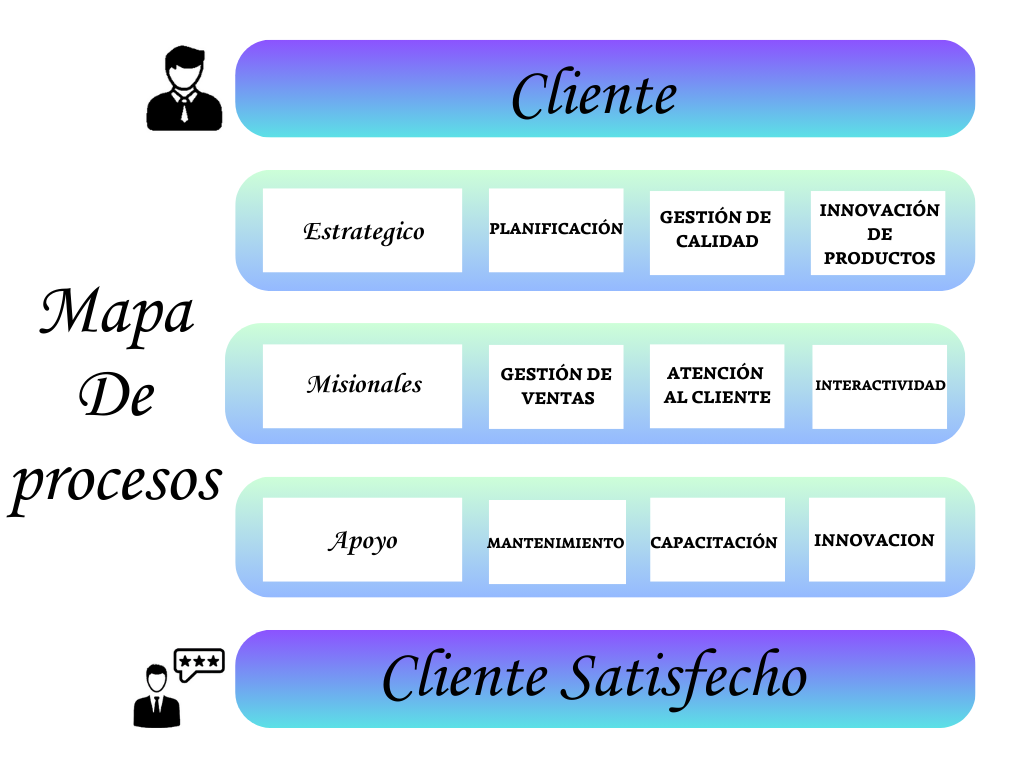 Cliente
Estrategico
PLANIFICACIÓN
GESTIÓN DE
CALIDAD
INNOVACIÓN
DE
PRODUCTOS
Mapa
De
procesos
Misionales
GESTIÓN DE
VENTAS
ATENCIÓN
AL CLIENTE
INTERACTIVIDAD
Apoyo
MANTENIMIENTO
CAPACITACIÓN
INNOVACION
Cliente Satisfecho